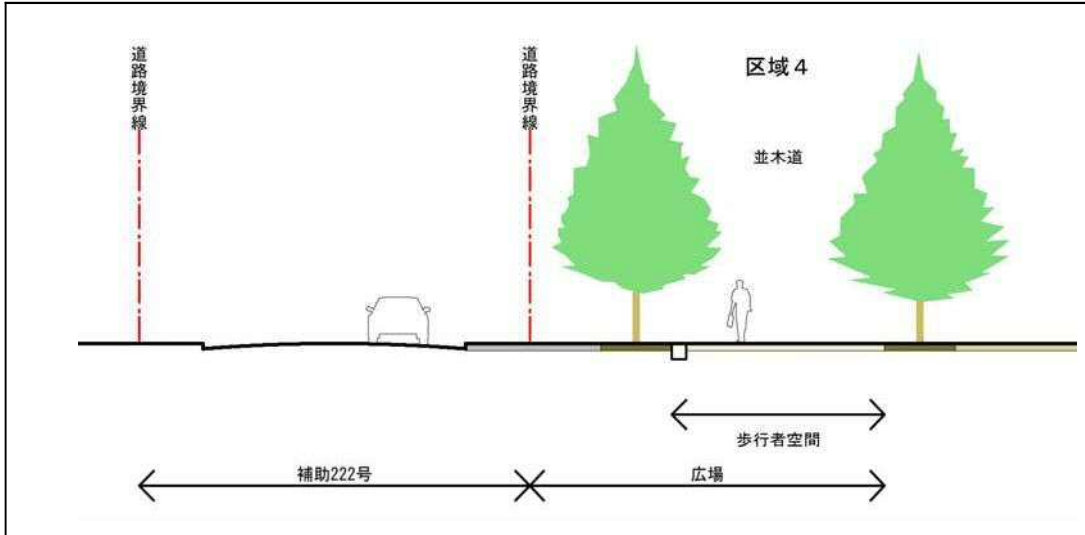 道路境界線
道路境界線
区域４
並木道
歩行者空間
補助222号
広場